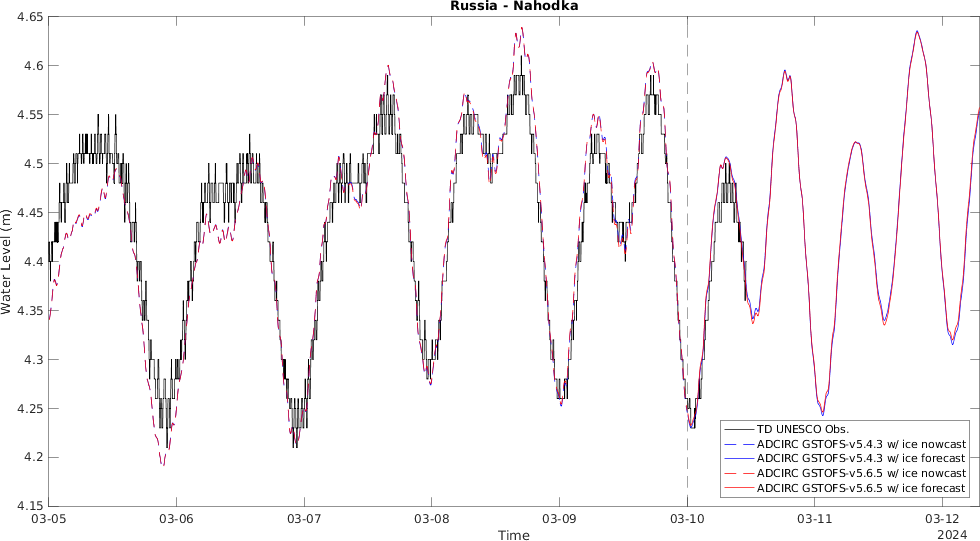 Russia - Nahodka
4.65
4.6
4.55
4.5
4.45
4.4
4.35
4.3
4.25
4.2
4.15
Water Level (m)
03-05
03-06
03-07
03-08
03-09
03-10
03-11
03-12
Time
2024
TD UNESCO Obs.
ADCIRC GSTOFS-v5.4.3 w/ ice nowcast
ADCIRC GSTOFS-v5.4.3 w/ ice forecast
ADCIRC GSTOFS-v5.6.5 w/ ice nowcast
ADCIRC GSTOFS-v5.6.5 w/ ice forecast